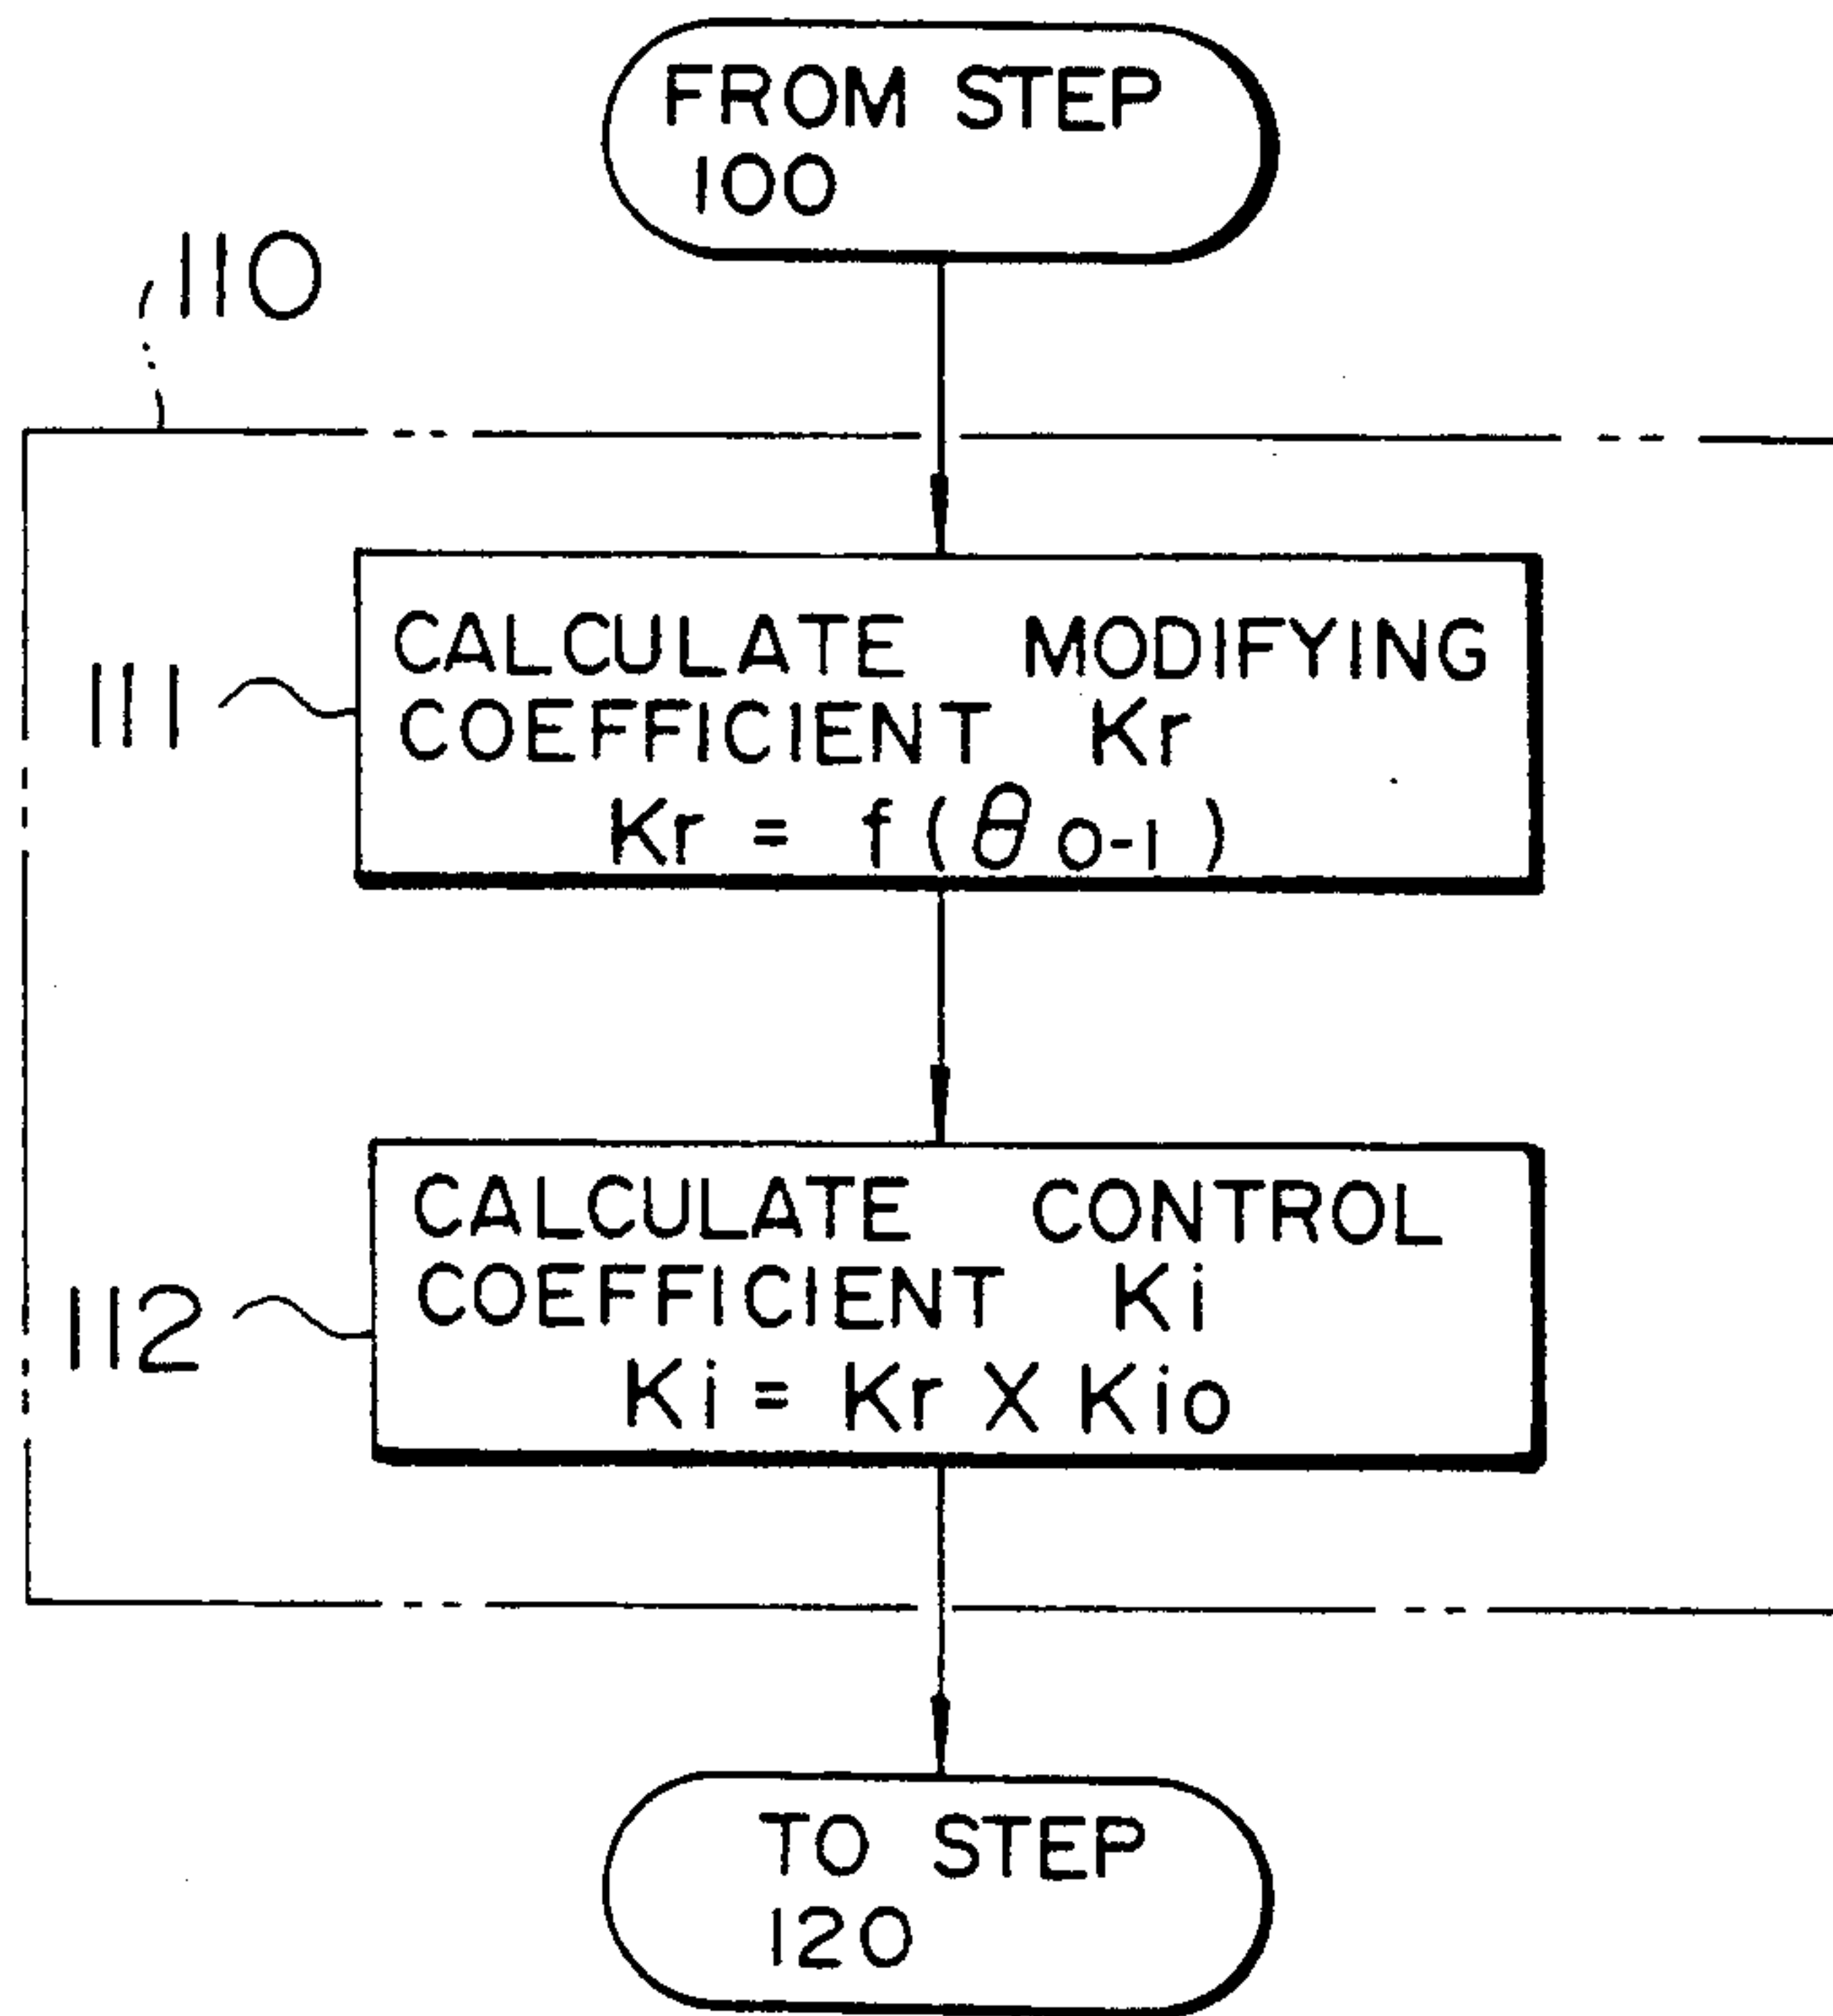 FROM STEP
100
110
CALCULATE MODIFYING
COEFFICIENT Kr
Kr = f(θo-1)
111
CALCULATE CONTROL
COEFFICIENT Ki
Ki = Kr X Kio
112
TO STEP
120